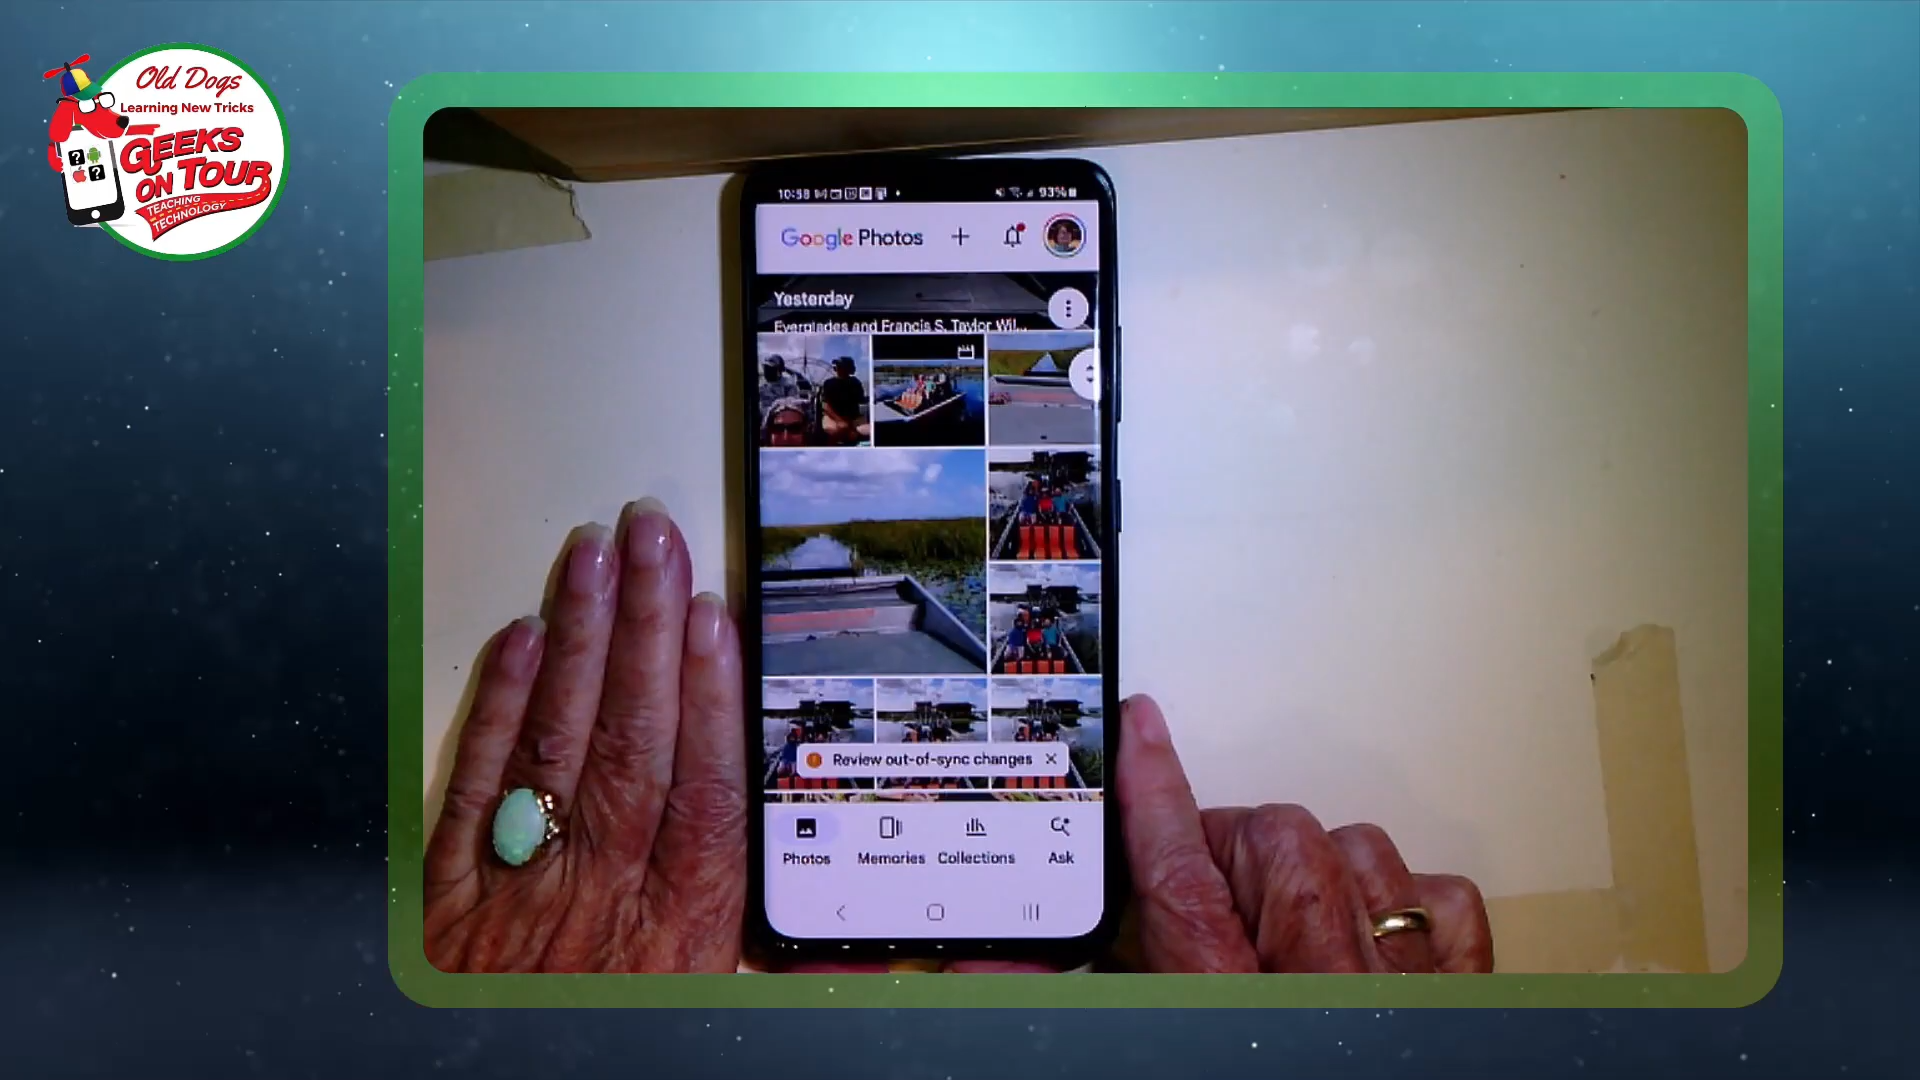 Old Dogs
Learning New Tricks
GEEKS
ON TOUR
TEACHING
TECHNOLOGY
10:58
93%
Google Photos
Yesterday
Everglades and Francis S. Taylor Wil...
Review out-of-sync changes
Photos
Memories
Collections
Ask